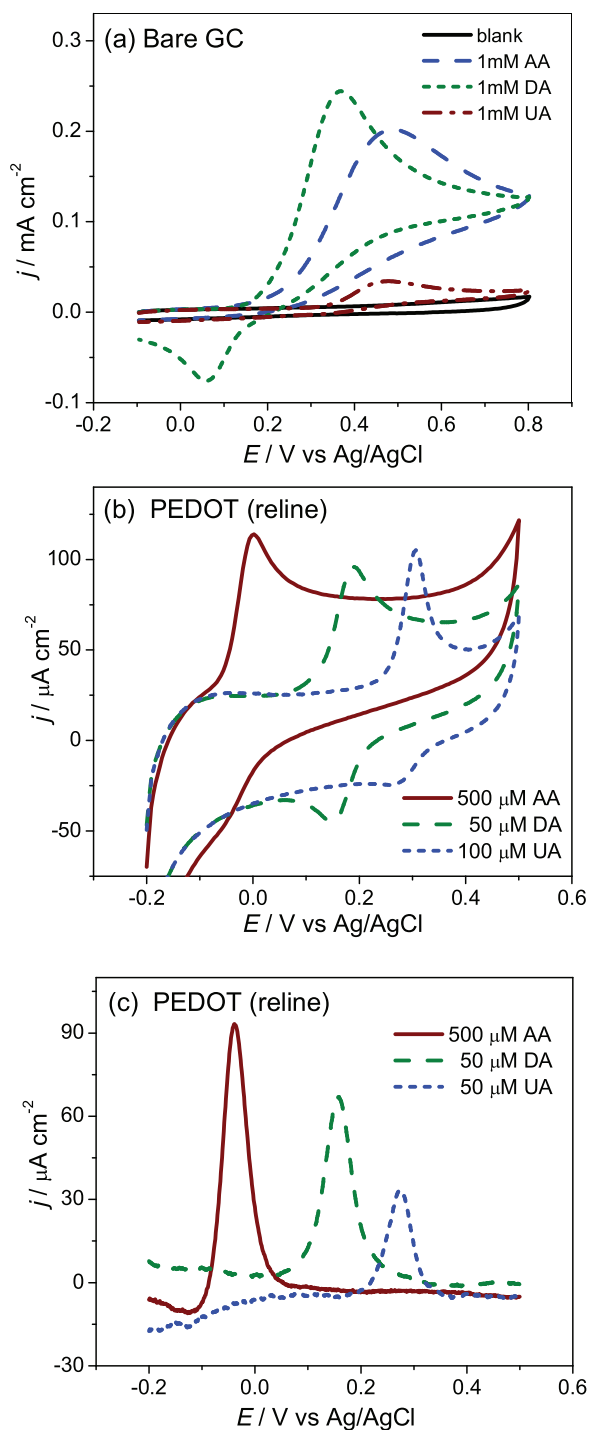 (a) Bare GC
blank
1mM AA
1mM DA
1mM UA
0.3
0.2
0.1
0.0
-0.1
j / mA cm-2
-0.2 0.0 0.2 0.4 0.6 0.8
E / V vs Ag/AgCl
(b) PEDOT (reline)
100
50
0
-50
j / μA cm-2
500 μM AA
50 μM DA
100 μM UA
-0.2 0.0 0.2 0.4 0.6
E / V vs Ag/AgCl
(c) PEDOT (reline)
500 μM AA
50 μM DA
50 μM UA
90
60
30
0
-30
j / μA cm-2
-0.2 0.0 0.2 0.4 0.6
E / V vs Ag/AgCl